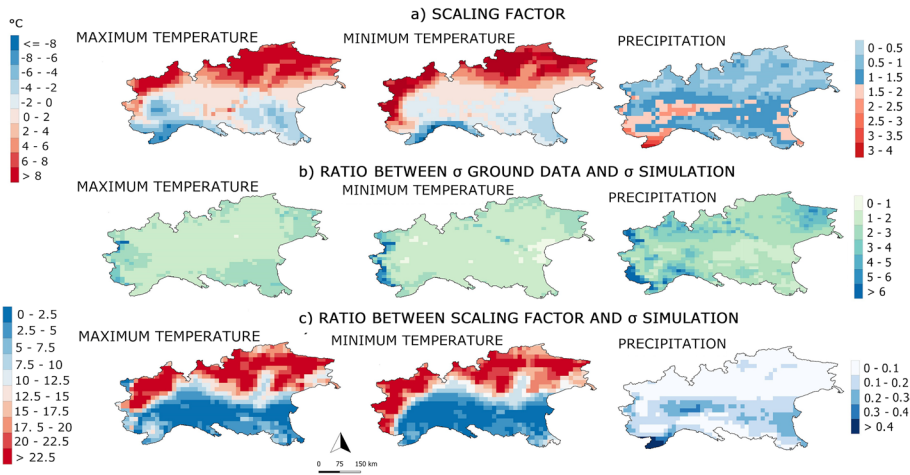 a) SCALING FACTOR
°C
MAXIMUM TEMPERATURE
MINIMUM TEMPERATURE
PRECIPITATION
<= -8
-8 - -6
-6 - -4
-4 - -2
-2 - 0
0 - 2
2 - 4
4 - 6
6 - 8
> 8
0 - 0.5
0.5 - 1
1 - 1.5
1.5 - 2
2 - 2.5
2.5 - 3
3 - 3.5
3 - 4
b) RATIO BETWEEN σ GROUND DATA AND σ SIMULATION
MAXIMUM TEMPERATURE
MINIMUM TEMPERATURE
PRECIPITATION
0 - 1
1 - 2
2 - 3
3 - 4
4 - 5
5 - 6
> 6
c) RATIO BETWEEN SCALING FACTOR AND σ SIMULATION
MAXIMUM TEMPERATURE
MINIMUM TEMPERATURE
PRECIPITATION
0 - 2.5
2.5 - 5
5 - 7.5
7.5 - 10
10 - 12.5
12.5 - 15
15 - 17.5
17.5 - 20
20 - 22.5
> 22.5
0 - 0.1
0.1 - 0.2
0.2 - 0.3
0.3 - 0.4
> 0.4
0 75 150 km